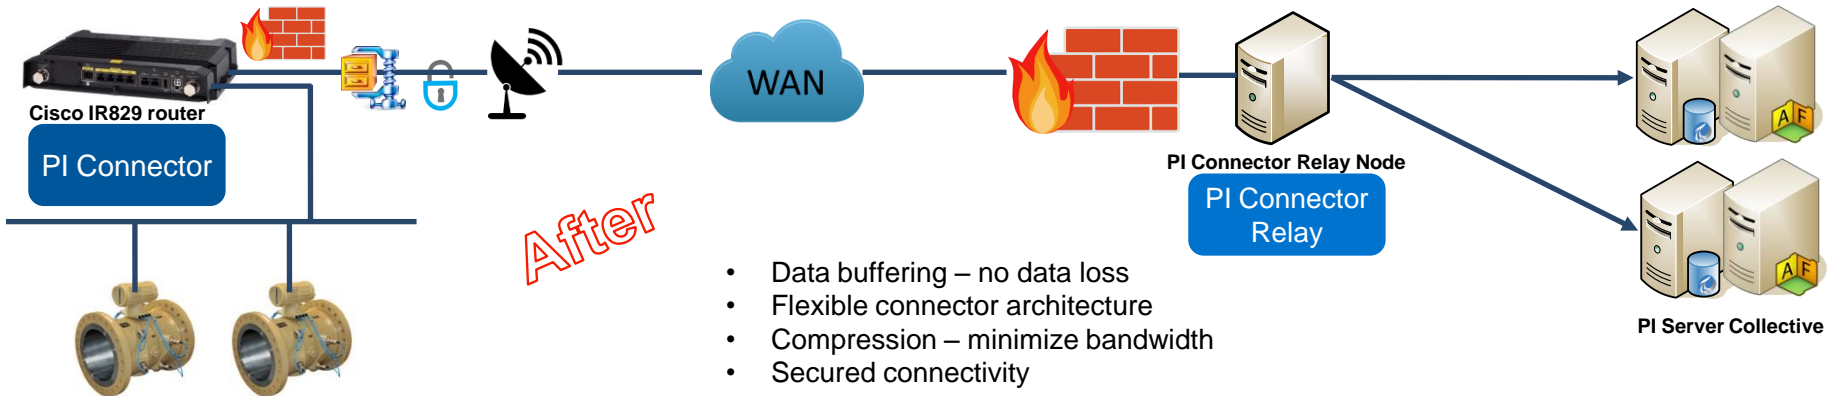 Cisco IR829 router
PI Connector
WAN
PI Connector Relay Node
PI Connector
Relay
A F
A F
PI Server Collective
After
• Data buffering – no data loss
• Flexible connector architecture
• Compression – minimize bandwidth
• Secured connectivity